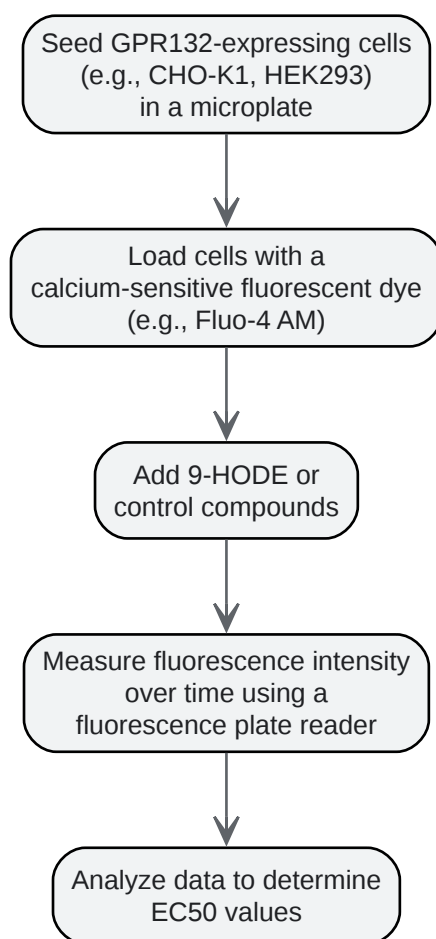 Seed GPR132-expressing cells
(e.g., CHO-K1, HEK293)
in a microplate
Load cells with a
calcium-sensitive fluorescent dye
(e.g., Fluo-4 AM)
Add 9-HODE or
control compounds
Measure fluorescence intensity
over time using a
fluorescence plate reader
Analyze data to determine
EC50 values